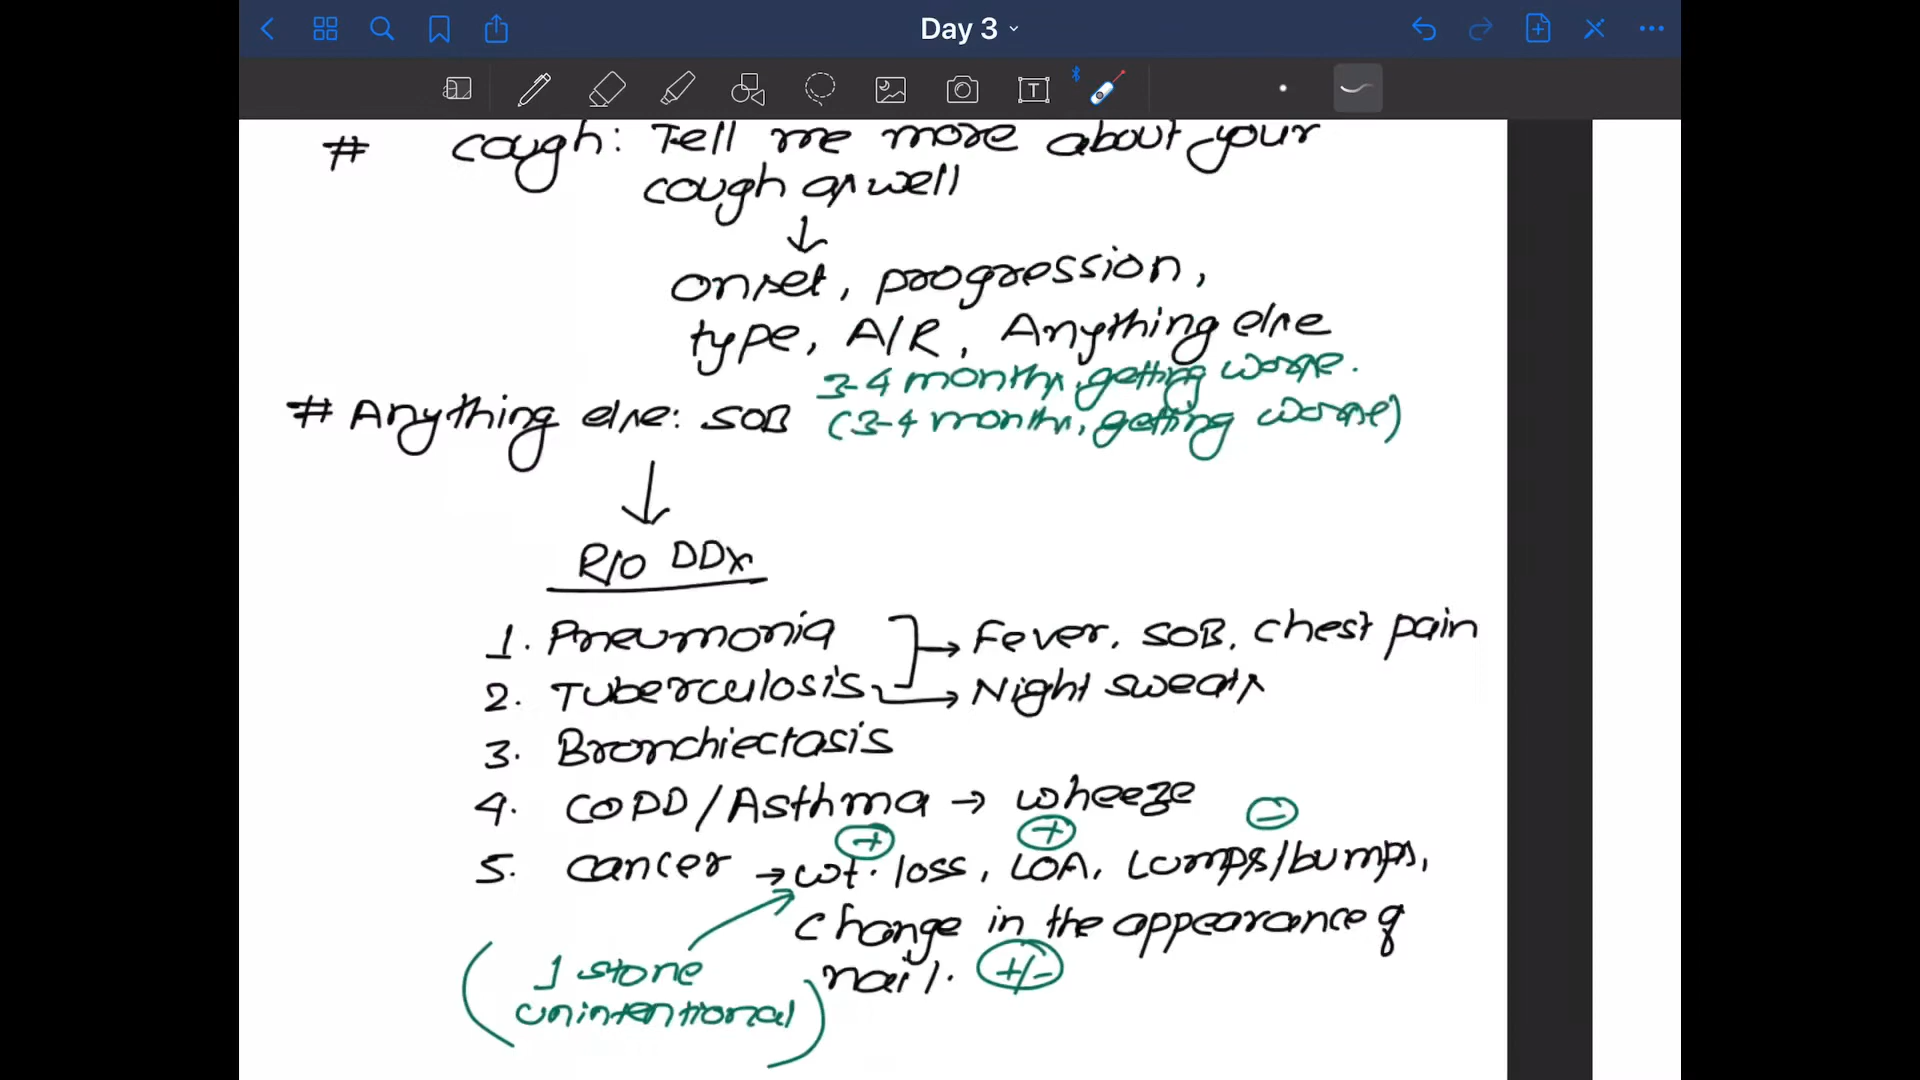 Day 3
T
# Cough: Tell me more about your
cough as well
↓
onset, progression,
type, A/R, Anything else
3-4 months, getting worse.
# Anything else: SOB (3-4 months, getting worse)
↓
R/O DDx
1. Pneumonia → Fever, SOB, Chest pain
2. Tuberculosis → Night sweats
3. Bronchiectasis
4. COPD/Asthma → wheeze
+ + -
5. Cancer → wt. loss, LOA, Lumps/bumps,
Change in the appearance of
nail. +/-
(1 stone
unintentional)